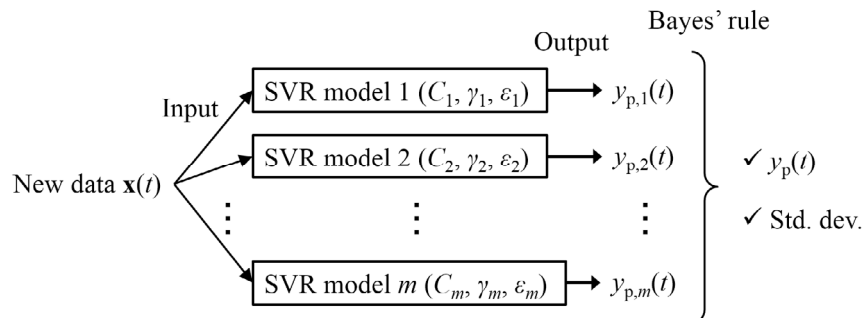 Bayes' rule
Output
Input
SVR model 1 (C1, γ1, ε1)
yp,1(t)
SVR model 2 (C2, γ2, ε2)
yp,2(t)
New data x(t)
✓ yp(t)
✓ Std. dev.
SVR model m (Cm, γm, εm)
yp,m(t)